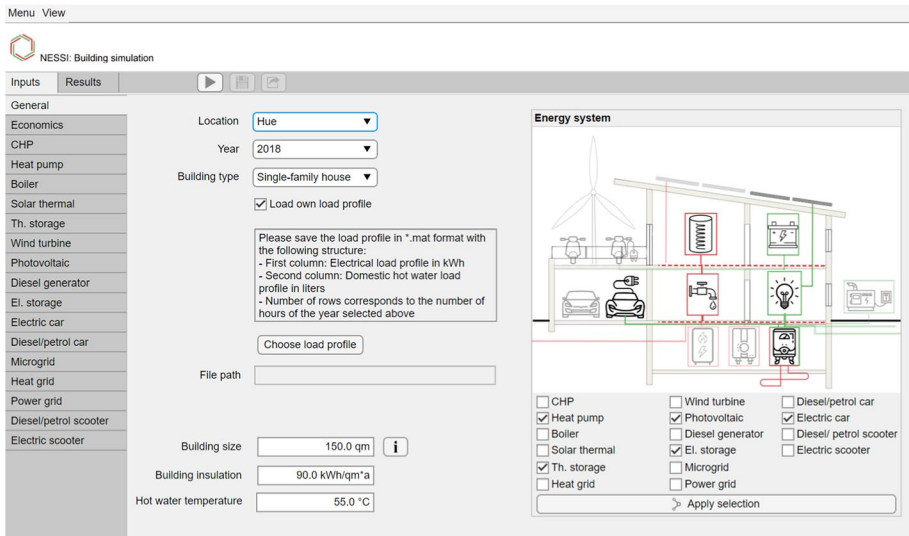 Menu View
NESSI: Building simulation
Inputs Results
General
Economics
CHP
Heat pump
Boiler
Solar thermal
Th. storage
Wind turbine
Photovoltaic
Diesel generator
El. storage
Electric car
Diesel/petrol car
Microgrid
Heat grid
Power grid
Diesel/petrol scooter
Electric scooter
Location Hue
Year 2018
Building type Single-family house
Load own load profile
Please save the load profile in *.mat format with
the following structure:
- First column: Electrical load profile in kWh
- Second column: Domestic hot water load
profile in liters
- Number of rows corresponds to the number of
hours of the year selected above
Choose load profile
File path
Building size 150.0 qm i
Building insulation 90.0 kWh/qm*a
Hot water temperature 55.0 °C
Energy system
CHP Wind turbine Diesel/petrol car
Heat pump Photovoltaic Electric car
Boiler Diesel generator Diesel/ petrol scooter
Solar thermal El. storage Electric scooter
Th. storage Microgrid
Heat grid Power grid
Apply selection